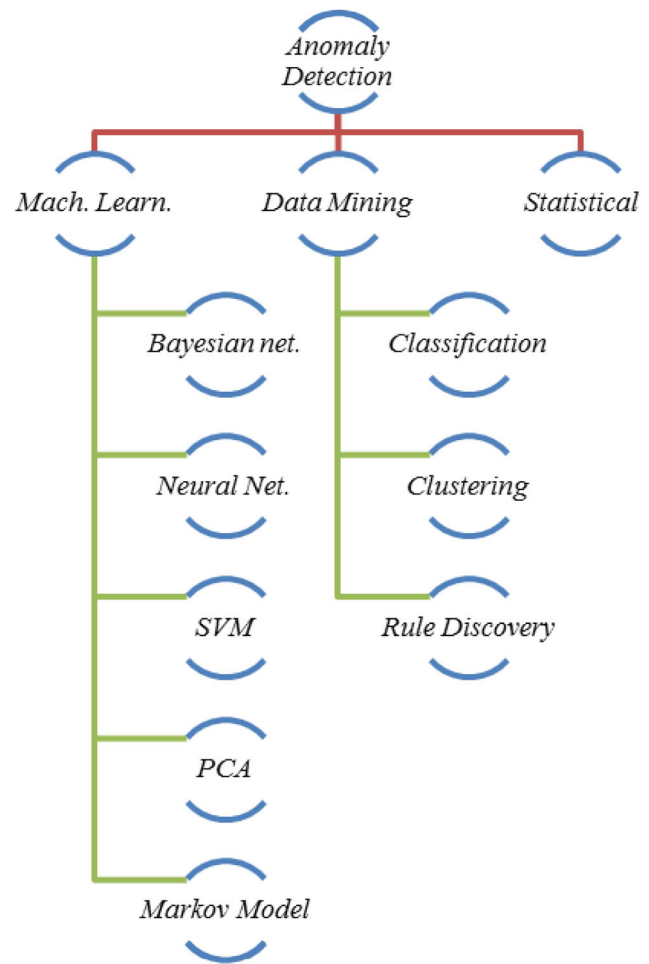 Anomaly
Detection
Mach. Learn.
Data Mining
Statistical
Bayesian net.
Classification
Neural Net.
Clustering
SVM
Rule Discovery
PCA
Markov Model